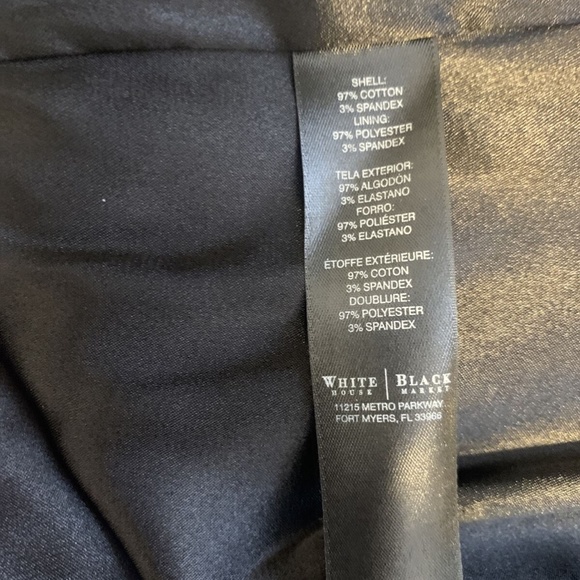 SHELL:
97% COTTON
3% SPANDEX
LINING:
97% POLYESTER
3% SPANDEX
TELA EXTERIOR:
97% ALGODÓN
3% ELASTANO
FORRO:
97% POLIÉSTER
3% ELASTANO
ÉTOFFE EXTÉRIEURE:
97% COTON
3% SPANDEX
DOUBLURE:
97% POLYESTER
3% SPANDEX
WHITE | BLACK
HOUSE | MARKET
11215 METRO PARKWAY
FORT MYERS, FL 33966